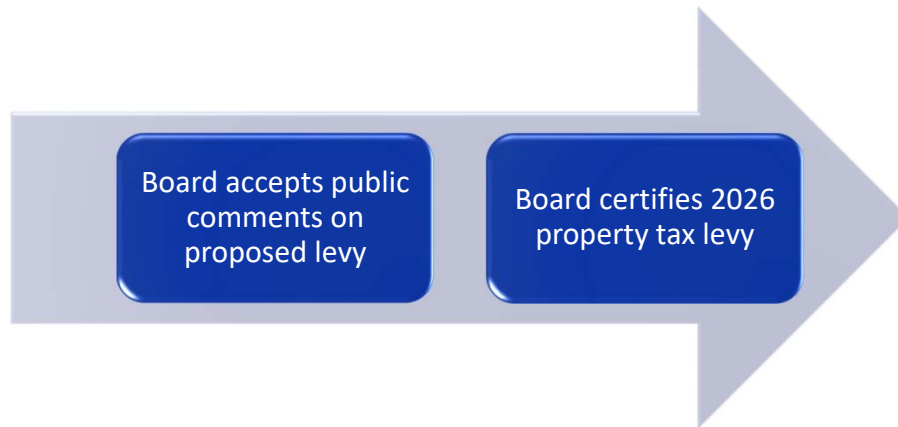 Board accepts public
comments on
proposed levy
Board certifies 2026
property tax levy